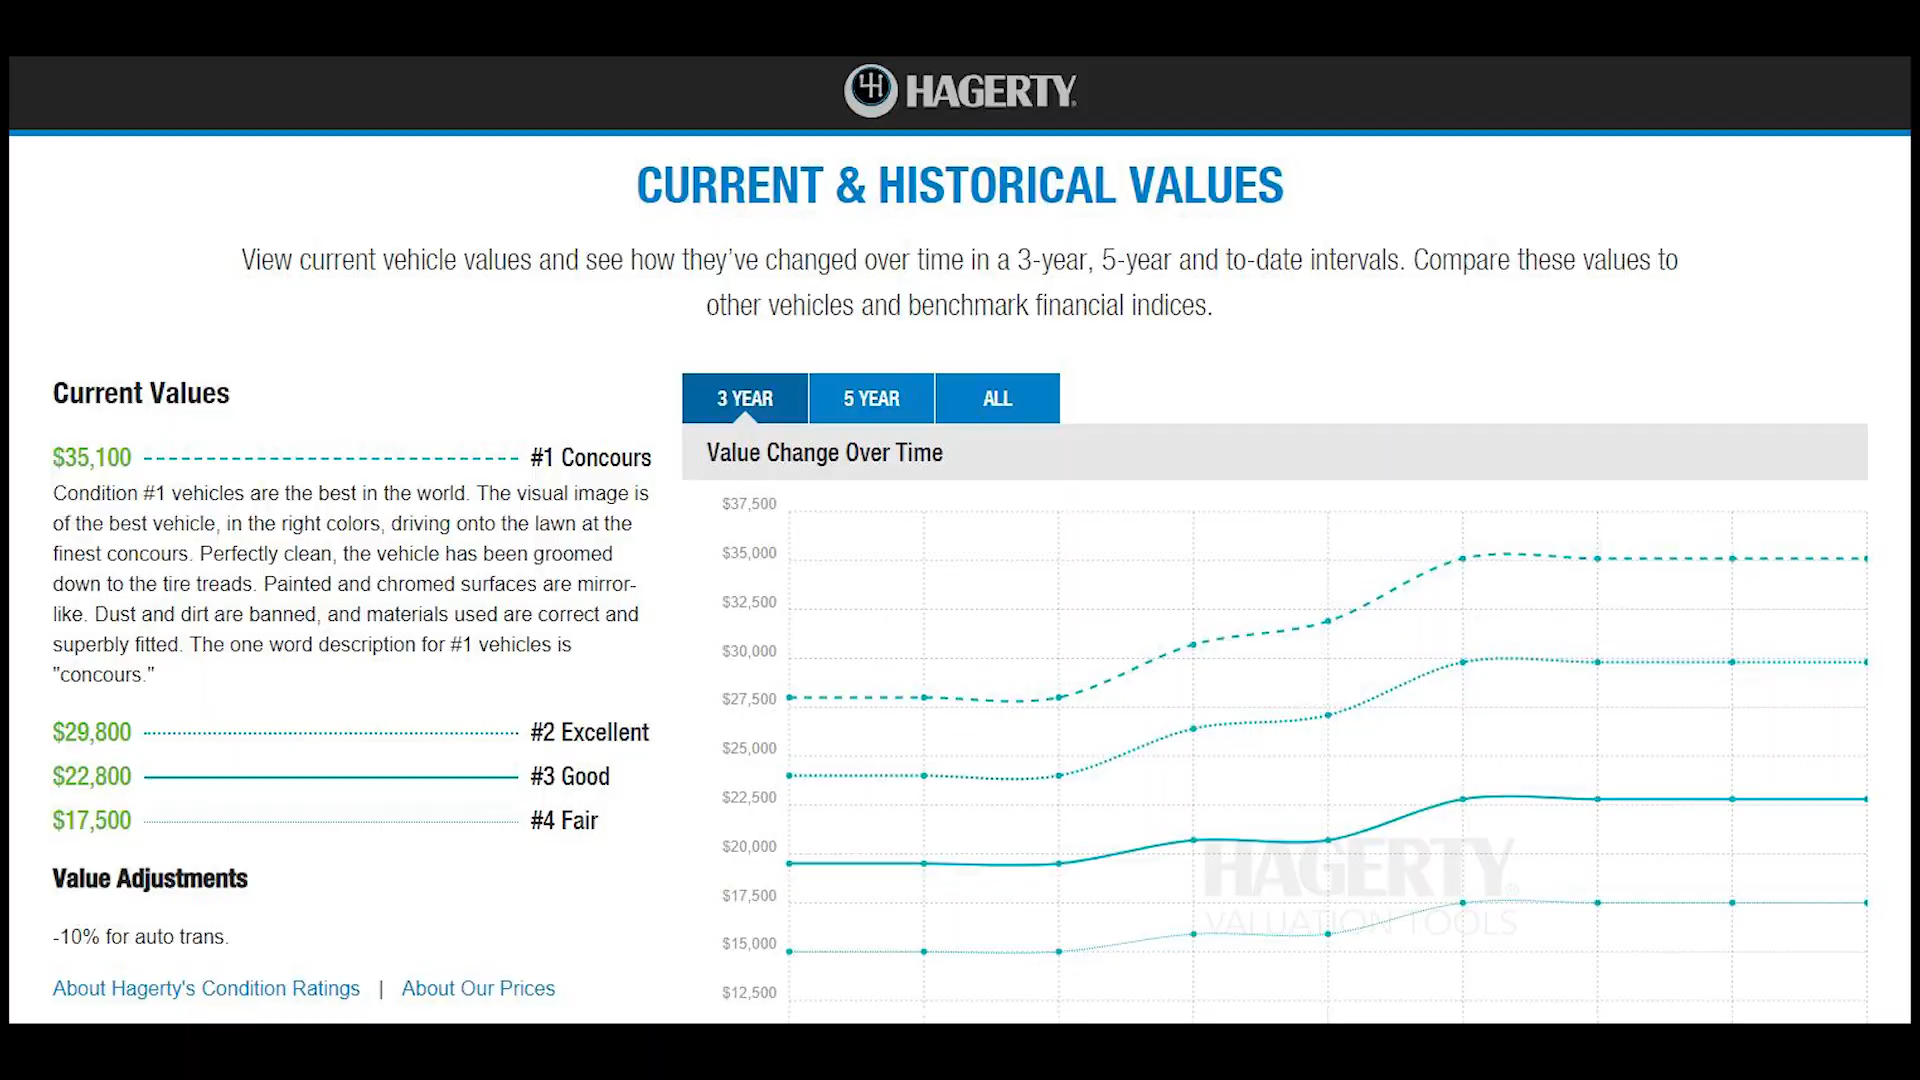 HAGERTY
CURRENT & HISTORICAL VALUES
View current vehicle values and see how they've changed over time in a 3-year, 5-year and to-date intervals. Compare these values to
other vehicles and benchmark financial indices.
Current Values
$35,100 #1 Concours
Condition #1 vehicles are the best in the world. The visual image is
of the best vehicle, in the right colors, driving onto the lawn at the
finest concours. Perfectly clean, the vehicle has been groomed
down to the tire treads. Painted and chromed surfaces are mirror-
like. Dust and dirt are banned, and materials used are correct and
superbly fitted. The one word description for #1 vehicles is
"concours."
$29,800 #2 Excellent
$22,800 #3 Good
$17,500 #4 Fair
Value Adjustments
-10% for auto trans.
About Hagerty's Condition Ratings | About Our Prices
3 YEAR 5 YEAR ALL
Value Change Over Time
$37,500
$35,000
$32,500
$30,000
$27,500
$25,000
$22,500
$20,000
$17,500
$15,000
$12,500
HAGERTY®
VALUATION TOOLS